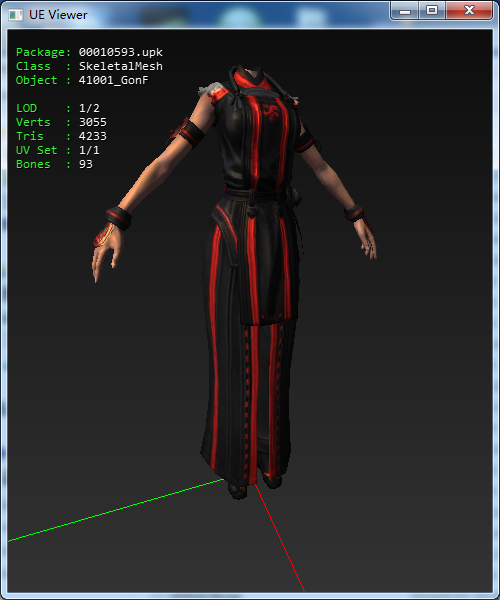 UE Viewer
Package: 00010593.upk
Class : SkeletalMesh
Object : 41001_GonF
LOD : 1/2
Verts : 3055
Tris : 4233
UV Set : 1/1
Bones : 93